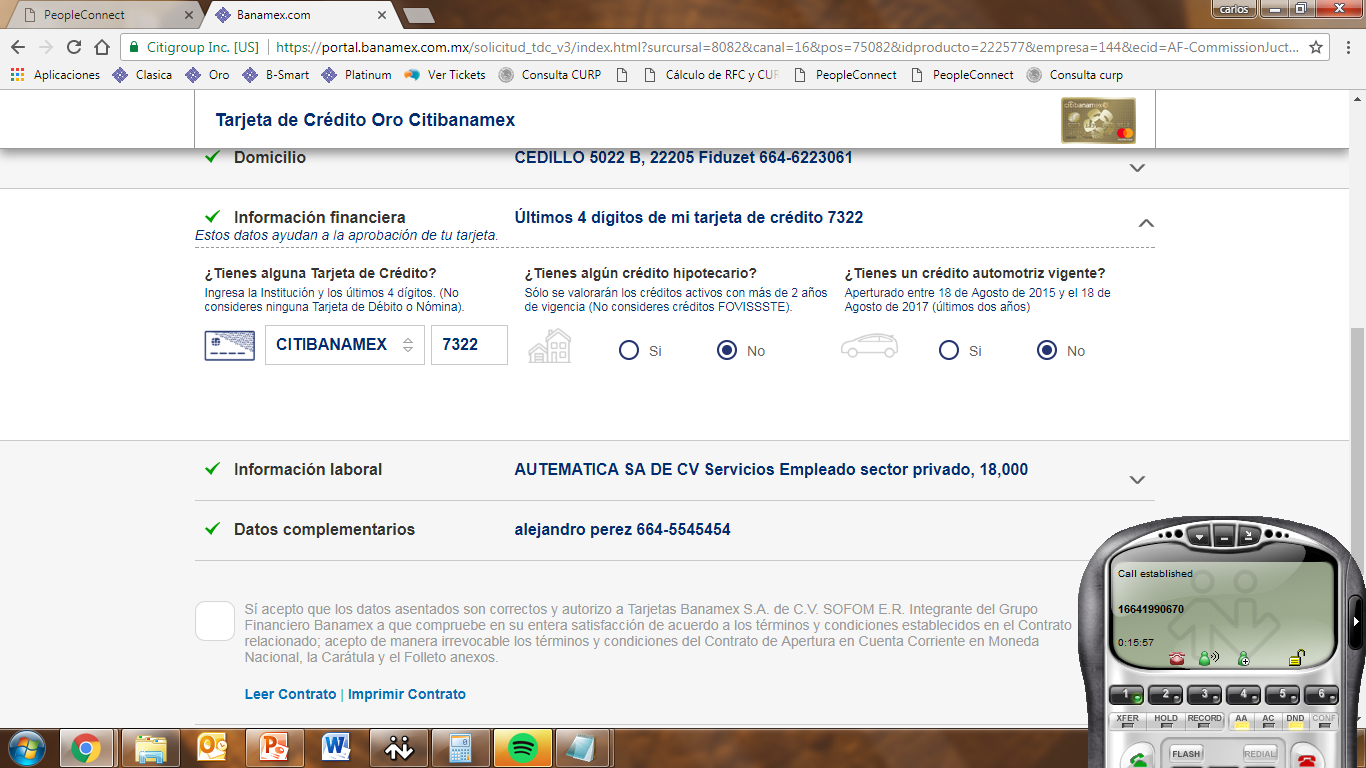 PeopleConnect
Banamex.com
carlos
Citigroup Inc. [US]
https://portal.banamex.com.mx/solicitud_tdc_v3/index.html?surcursal=8082&canal=16&pos=75082&idproducto=222577&empresa=144&ecid=AF-CommissionJuct...
Aplicaciones
Clasica
Oro
B-Smart
Platinum
Ver Tickets
Consulta CURP
Cálculo de RFC y CUR
PeopleConnect
PeopleConnect
Consulta curp
Tarjeta de Crédito Oro Citibanamex
citibanamex
Domicilio
CEDILLO 5022 B, 22205 Fiduzet 664-6223061
Información financiera
Últimos 4 dígitos de mi tarjeta de crédito 7322
Estos datos ayudan a la aprobación de tu tarjeta.
¿Tienes alguna Tarjeta de Crédito?
Ingresa la Institución y los últimos 4 dígitos. (No
consideres ninguna Tarjeta de Débito o Nómina).
CITIBANAMEX
7322
¿Tienes algún crédito hipotecario?
Sólo se valorarán los créditos activos con más de 2 años
de vigencia (No consideres créditos FOVISSSTE).
Si
No
¿Tienes un crédito automotriz vigente?
Aperturado entre 18 de Agosto de 2015 y el 18 de
Agosto de 2017 (últimos dos años)
Si
No
Información laboral
AUTEMATICA SA DE CV Servicios Empleado sector privado, 18,000
Datos complementarios
alejandro perez 664-5545454
Sí acepto que los datos asentados son correctos y autorizo a Tarjetas Banamex S.A. de C.V. SOFOM E.R. Integrante del Grupo
Financiero Banamex a que compruebe en su entera satisfacción de acuerdo a los términos y condiciones establecidos en el Contrato
relacionado; acepto de manera irrevocable los términos y condiciones del Contrato de Apertura en Cuenta Corriente en Moneda
Nacional, la Carátula y el Folleto anexos.
Leer Contrato | Imprimir Contrato
Call established
16641990670
0:15:57
1 2 3 4 5 6
XFER HOLD RECORD AA AC DND CONF
FLASH REDIAL